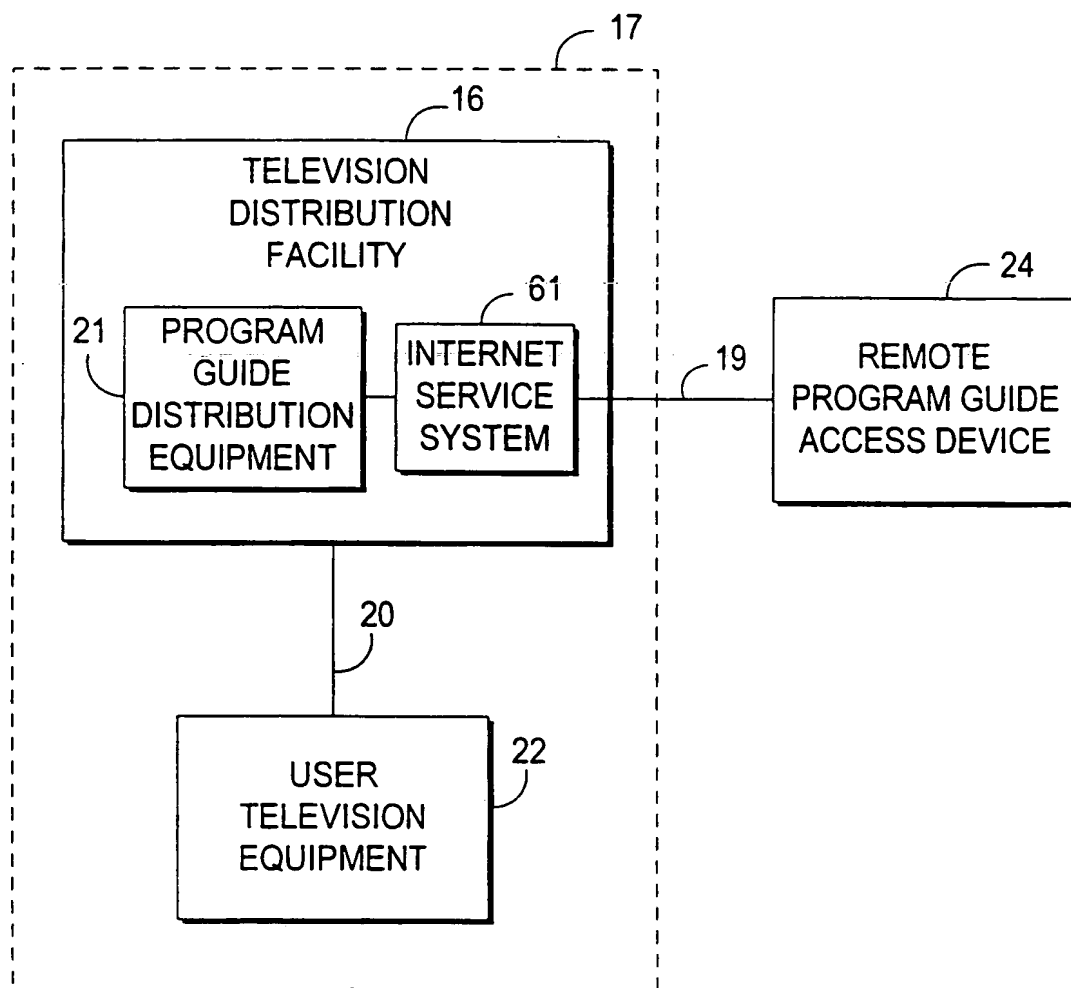 17
16
TELEVISION
DISTRIBUTION
FACILITY
24
61
21
PROGRAM
GUIDE
DISTRIBUTION
EQUIPMENT
INTERNET
SERVICE
SYSTEM
19
REMOTE
PROGRAM GUIDE
ACCESS DEVICE
20
22
USER
TELEVISION
EQUIPMENT